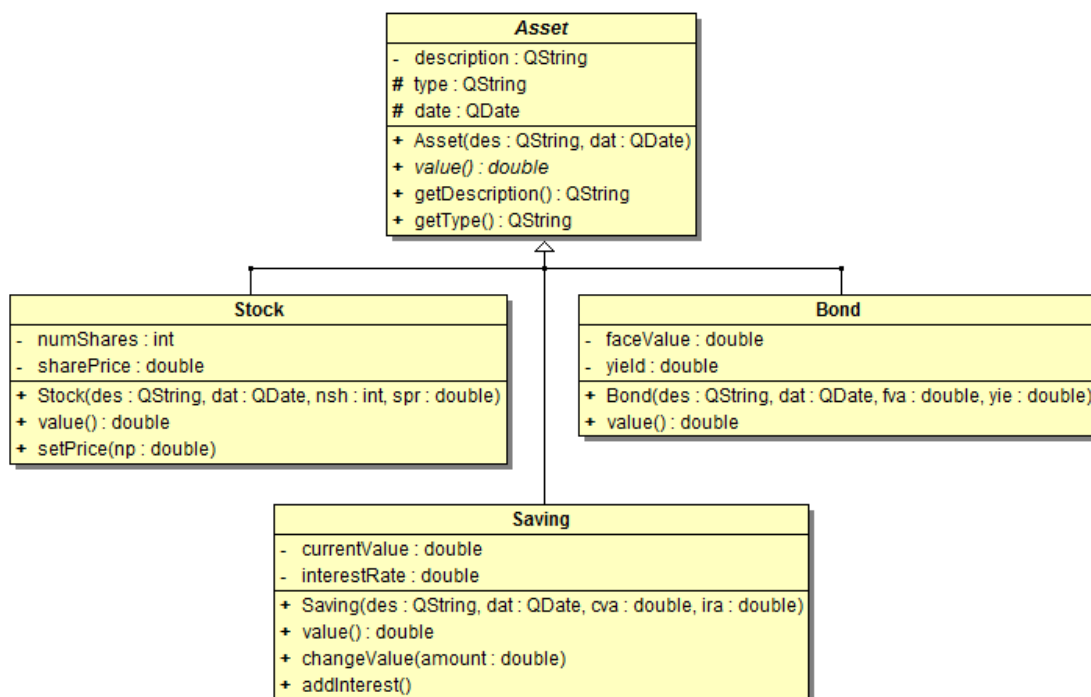 Asset
- description : QString
# type : QString
# date : QDate
+ Asset(des : QString, dat : QDate)
+ value() : double
+ getDescription() : QString
+ getType() : QString
Stock
- numShares : int
- sharePrice : double
+ Stock(des : QString, dat : QDate, nsh : int, spr : double)
+ value() : double
+ setPrice(np : double)
Bond
- faceValue : double
- yield : double
+ Bond(des : QString, dat : QDate, fva : double, yie : double)
+ value() : double
Saving
- currentValue : double
- interestRate : double
+ Saving(des : QString, dat : QDate, cva : double, ira : double)
+ value() : double
+ changeValue(amount : double)
+ addInterest()